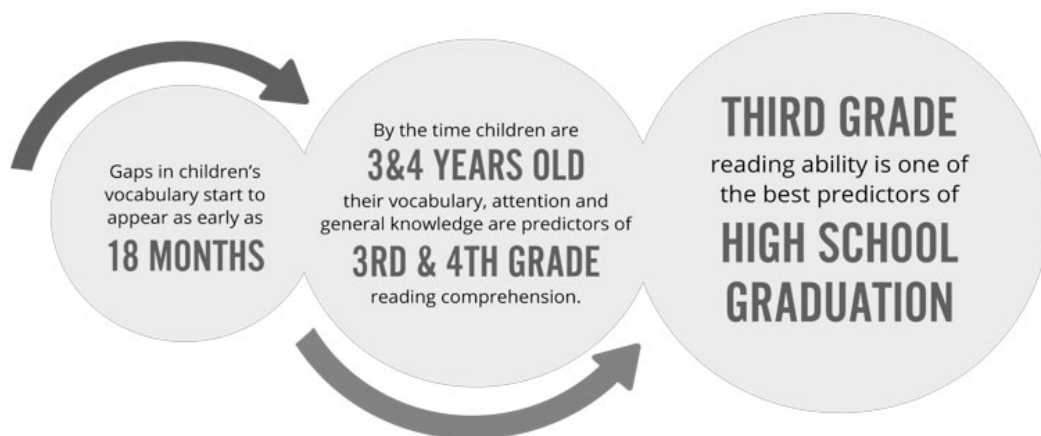 Gaps in children’s
vocabulary start to
appear as early as
18 MONTHS
By the time children are
3&4 YEARS OLD
their vocabulary, attention and
general knowledge are predictors of
3RD & 4TH GRADE
reading comprehension.
THIRD GRADE
reading ability is one of
the best predictors of
HIGH SCHOOL
GRADUATION